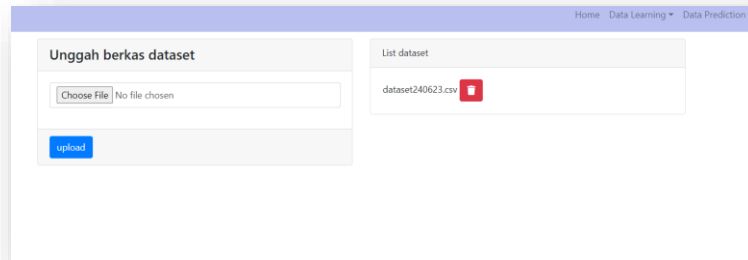 Home Data Learning Data Prediction
Unggah berkas dataset
Choose File No file chosen
upload
List dataset
dataset240623.csv